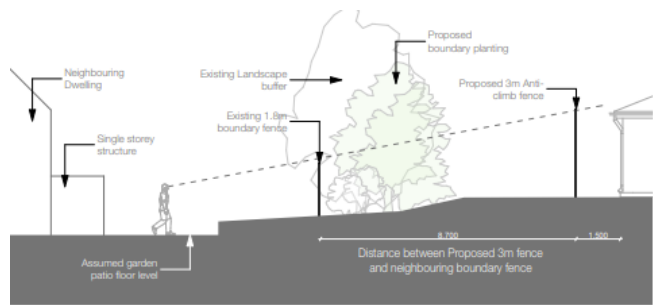 Proposed
boundary planting
Neighbouring
Dwelling
Existing Landscape
buffer
Proposed 3m Anti-
climb fence
Existing 1.8m
boundary fence
Single storey
structure
8.700
1.500
Assumed garden
patio floor level
Distance between Proposed 3m fence
and neighbouring boundary fence